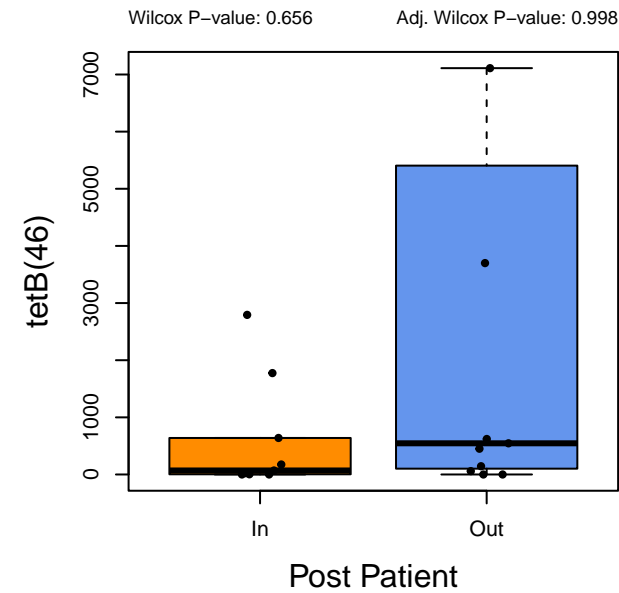 Wilcox P−value: 0.656
Adj. Wilcox P−value: 0.998
tetB(46)
7000
5000
3000
1000
0
In
Out
Post Patient